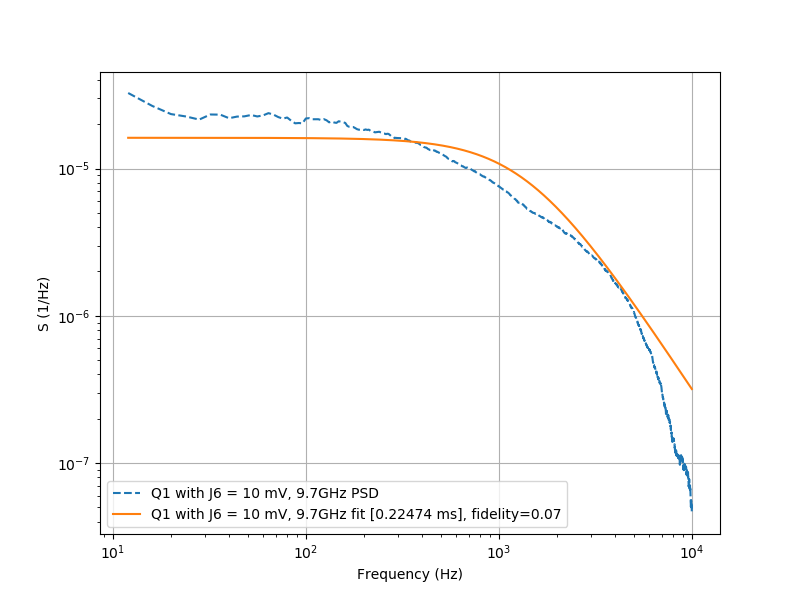 S (1/Hz)
10⁻⁵
10⁻⁶
10⁻⁷
Q1 with J6 = 10 mV, 9.7GHz PSD
Q1 with J6 = 10 mV, 9.7GHz fit [0.22474 ms], fidelity=0.07
10¹ 10² 10³ 10⁴
Frequency (Hz)